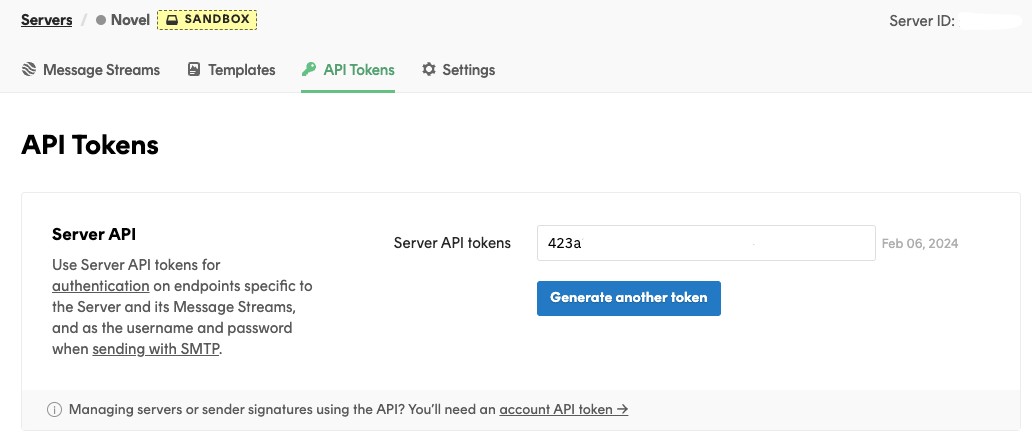 Servers / Novel SANDBOX
Server ID:
Message Streams Templates API Tokens Settings
API Tokens
Server API
Server API tokens 423a Feb 06, 2024
Use Server API tokens for
authentication on endpoints specific to
the Server and its Message Streams,
and as the username and password
when sending with SMTP.
Generate another token
Managing servers or sender signatures using the API? You’ll need an account API token →